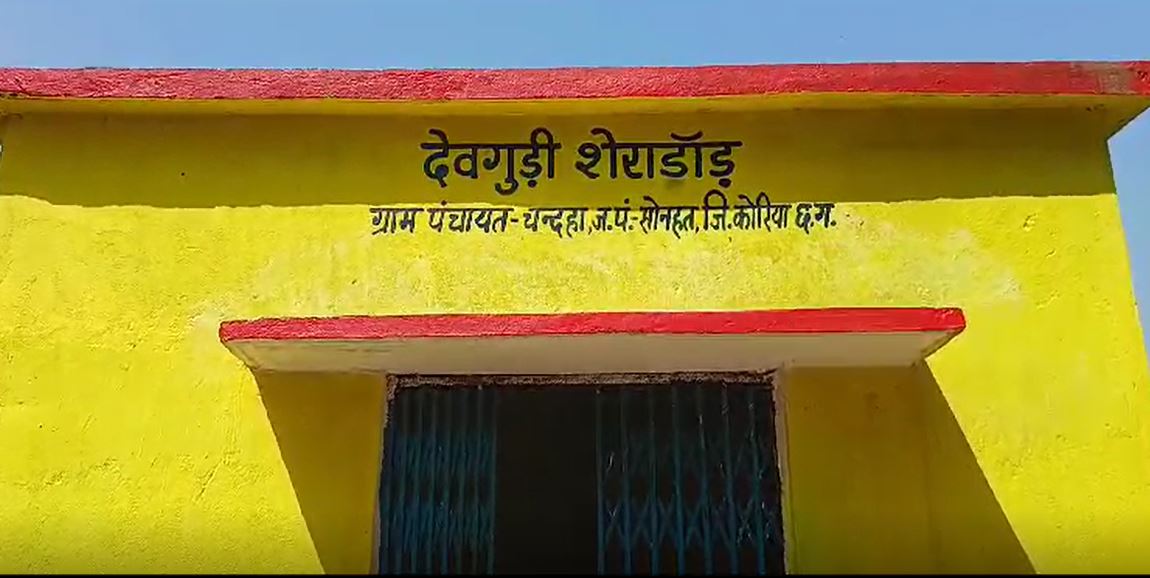 देवगुड़ी शेराडॉड़
ग्राम पंचायत-चन्दहा,ज.पं.-सोनहत,जि.कोरिया छ.ग.